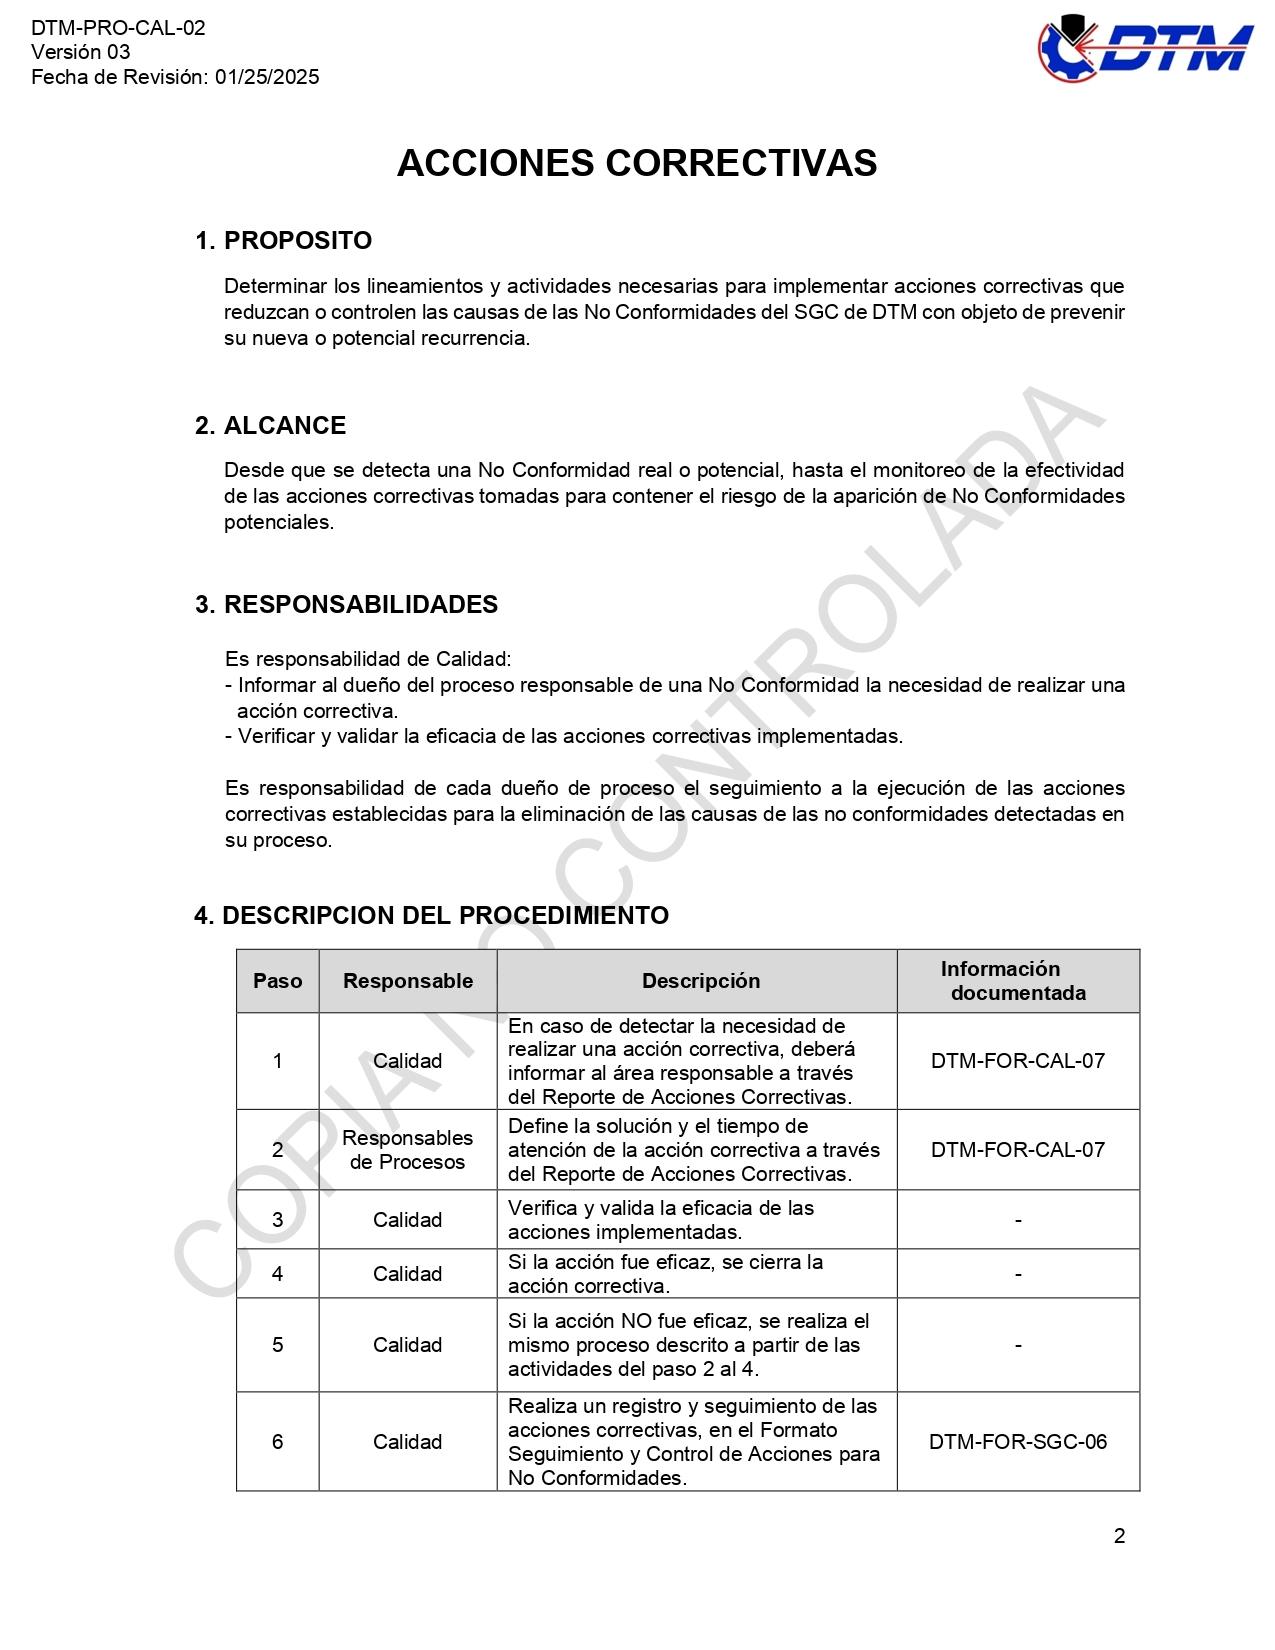 DTM-PRO-CAL-02
Versión 03
Fecha de Revisión: 01/25/2025
DTM
ACCIONES CORRECTIVAS
1. PROPOSITO
Determinar los lineamientos y actividades necesarias para implementar acciones correctivas que
reduzcan o controlen las causas de las No Conformidades del SGC de DTM con objeto de prevenir
su nueva o potencial recurrencia.
2. ALCANCE
Desde que se detecta una No Conformidad real o potencial, hasta el monitoreo de la efectividad
de las acciones correctivas tomadas para contener el riesgo de la aparición de No Conformidades
potenciales.
3. RESPONSABILIDADES
Es responsabilidad de Calidad:
- Informar al dueño del proceso responsable de una No Conformidad la necesidad de realizar una
acción correctiva.
- Verificar y validar la eficacia de las acciones correctivas implementadas.
Es responsabilidad de cada dueño de proceso el seguimiento a la ejecución de las acciones
correctivas establecidas para la eliminación de las causas de las no conformidades detectadas en
su proceso.
4. DESCRIPCION DEL PROCEDIMIENTO
Paso
Responsable
Descripción
Información
documentada
1
Calidad
En caso de detectar la necesidad de
realizar una acción correctiva, deberá
informar al área responsable a través
del Reporte de Acciones Correctivas.
DTM-FOR-CAL-07
2
Responsables
de Procesos
Define la solución y el tiempo de
atención de la acción correctiva a través
del Reporte de Acciones Correctivas.
DTM-FOR-CAL-07
3
Calidad
Verifica y valida la eficacia de las
acciones implementadas.
-
4
Calidad
Si la acción fue eficaz, se cierra la
acción correctiva.
-
5
Calidad
Si la acción NO fue eficaz, se realiza el
mismo proceso descrito a partir de las
actividades del paso 2 al 4.
-
6
Calidad
Realiza un registro y seguimiento de las
acciones correctivas, en el Formato
Seguimiento y Control de Acciones para
No Conformidades.
DTM-FOR-SGC-06
2
COPIA NO CONTROLADA